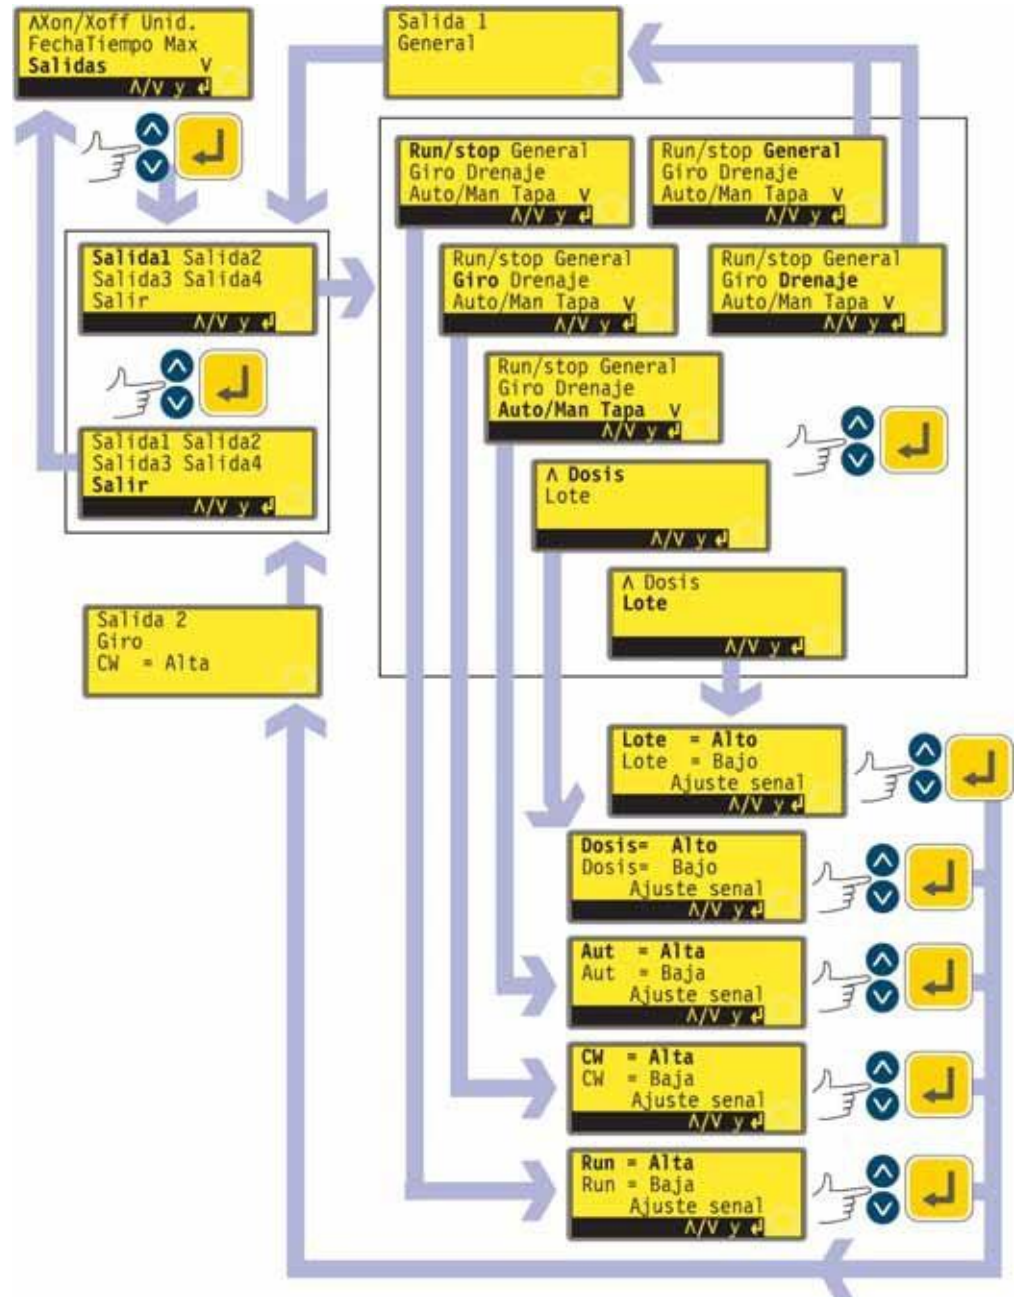 ΛXon/Xoff Unid.
FechaTiempo Max
Salidas V
Λ/V y ↲
Salida 1
General
Run/stop General
Giro Drenaje
Auto/Man Tapa V
Λ/V y ↲
Run/stop General
Giro Drenaje
Auto/Man Tapa V
Λ/V y ↲
Salida1 Salida2
Salida3 Salida4
Salir
Λ/V y ↲
Run/stop General
Giro Drenaje
Auto/Man Tapa V
Λ/V y ↲
Run/stop General
Giro Drenaje
Auto/Man Tapa V
Λ/V y ↲
Run/stop General
Giro Drenaje
Auto/Man Tapa V
Λ/V y ↲
Salida1 Salida2
Salida3 Salida4
Salir
Λ/V y ↲
Λ Dosis
Lote
Λ/V y ↲
Λ Dosis
Lote
Λ/V y ↲
Salida 2
Giro
CW = Alta
Lote = Alto
Lote = Bajo
Ajuste senal
Λ/V y ↲
Dosis= Alto
Dosis= Bajo
Ajuste senal
Λ/V y ↲
Aut = Alta
Aut = Baja
Ajuste senal
Λ/V y ↲
CW = Alta
CW = Baja
Ajuste senal
Λ/V y ↲
Run = Alta
Run = Baja
Ajuste senal
Λ/V y ↲